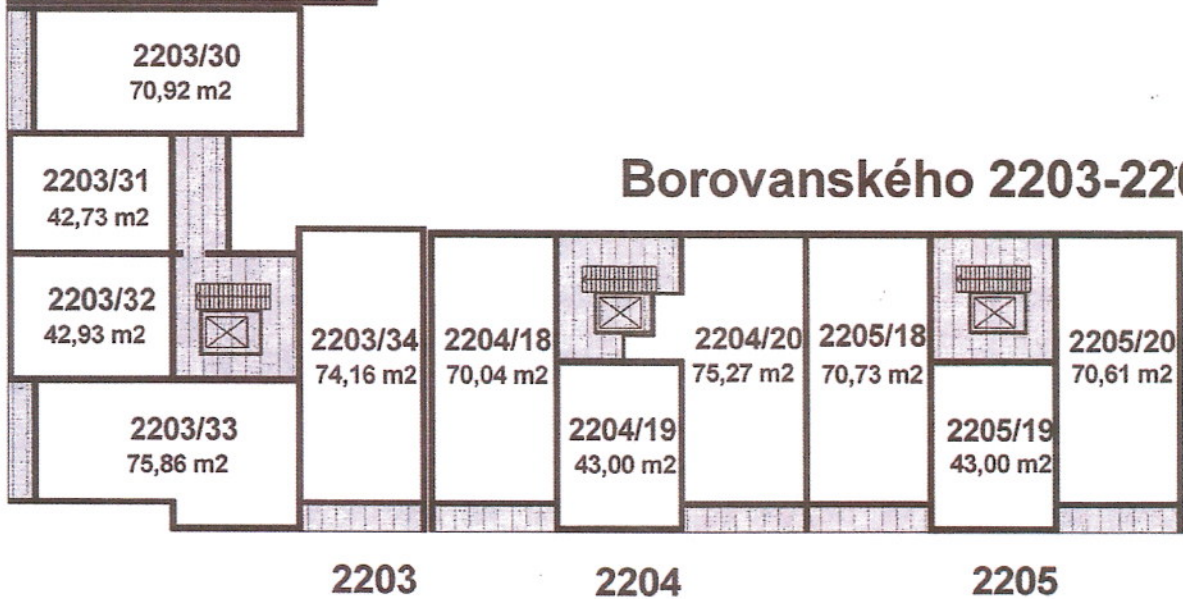 2203/30
70,92 m2
2203/31
42,73 m2
Borovanského 2203-220
2203/32
42,93 m2
2203/34
74,16 m2
2204/18
70,04 m2
2204/20
75,27 m2
2205/18
70,73 m2
2205/20
70,61 m2
2203/33
75,86 m2
2204/19
43,00 m2
2205/19
43,00 m2
2203
2204
2205